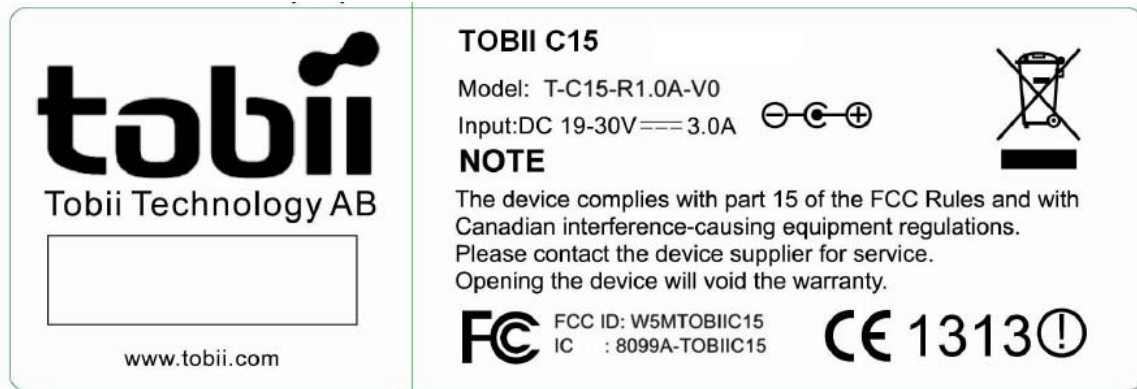 tobii
Tobii Technology AB
www.tobii.com
TOBII C15
Model: T-C15-R1.0A-V0
Input:DC 19-30V 3.0A
NOTE
The device complies with part 15 of the FCC Rules and with
Canadian interference-causing equipment regulations.
Please contact the device supplier for service.
Opening the device will void the warranty.
FC FCC ID: W5MTOBIIC15
IC : 8099A-TOBIIC15
CE 1313